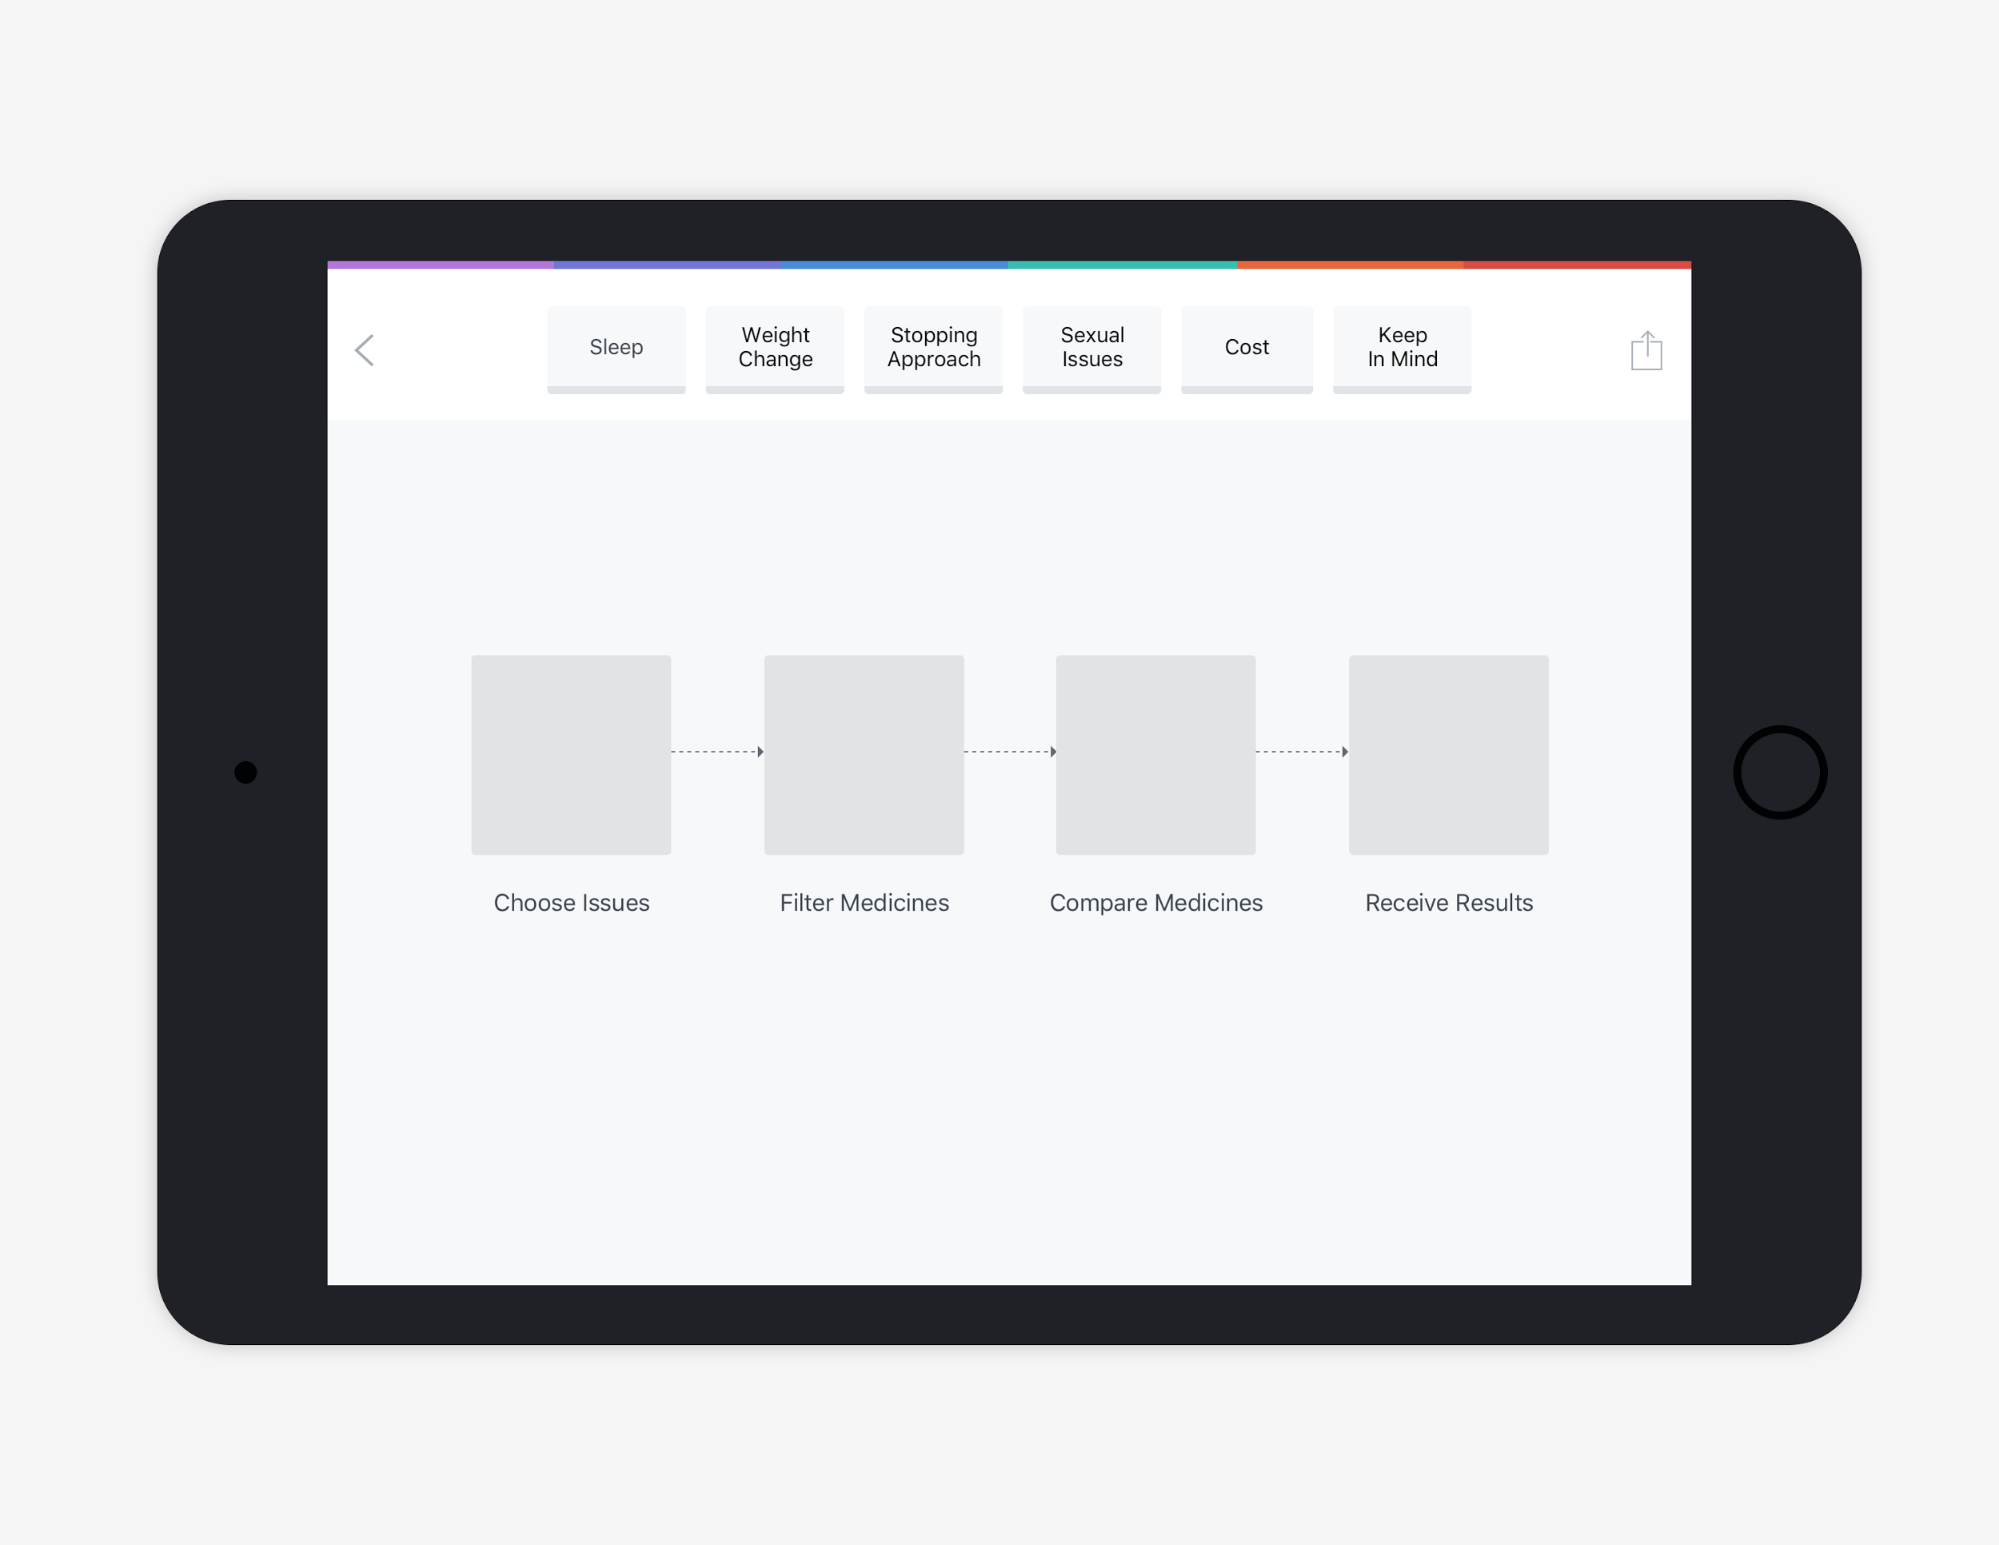 Sleep
Weight
Change
Stopping
Approach
Sexual
Issues
Cost
Keep
In Mind
Choose Issues
Filter Medicines
Compare Medicines
Receive Results